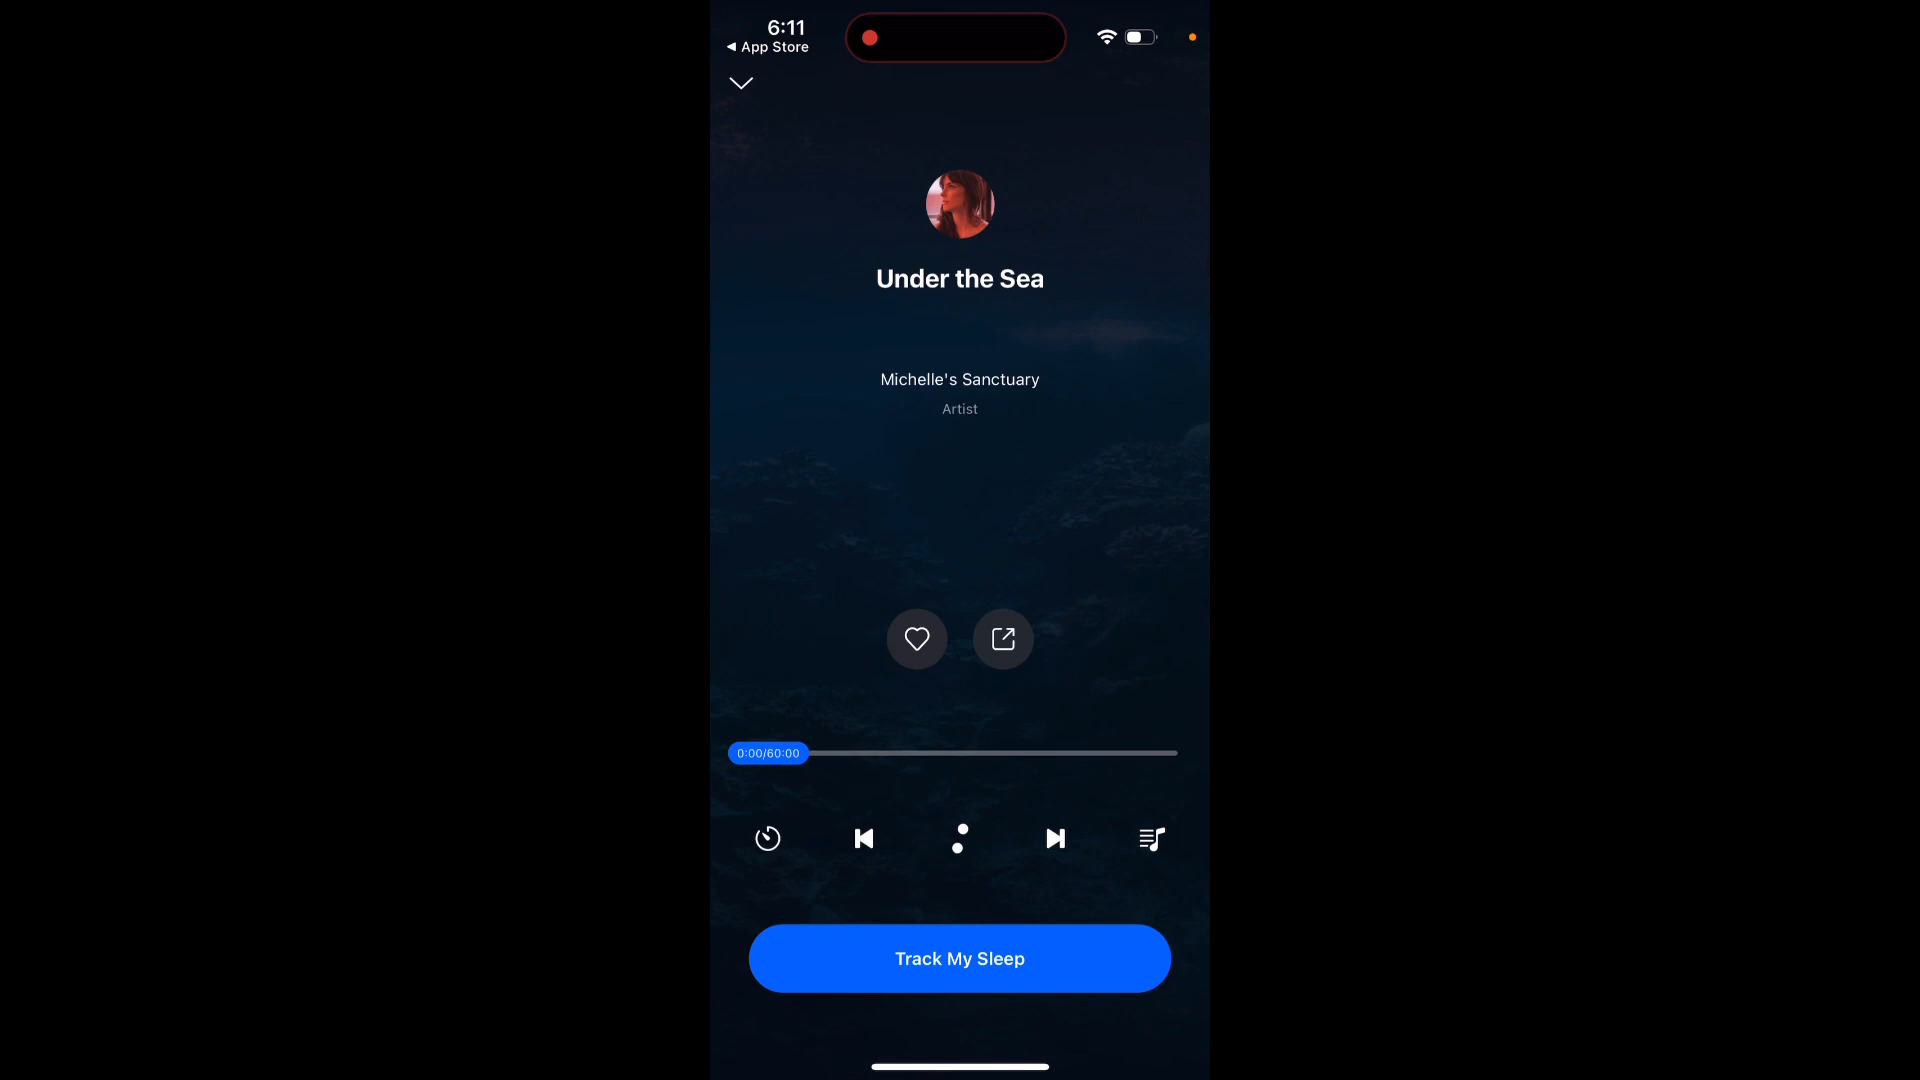 6:11
◀ App Store
Under the Sea
Michelle's Sanctuary
Artist
0:00/60:00
Track My Sleep